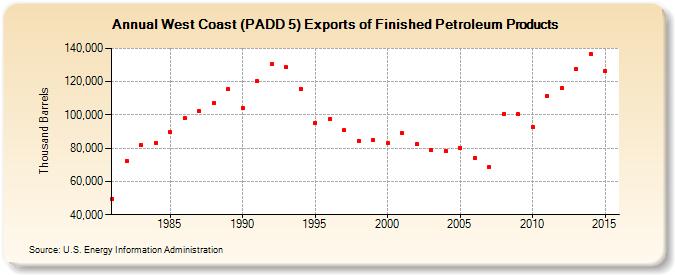 Annual West Coast (PADD 5) Exports of Finished Petroleum Products
Thousand Barrels
140,000
120,000
100,000
80,000
60,000
40,000
1985 1990 1995 2000 2005 2010 2015
Source: U.S. Energy Information Administration